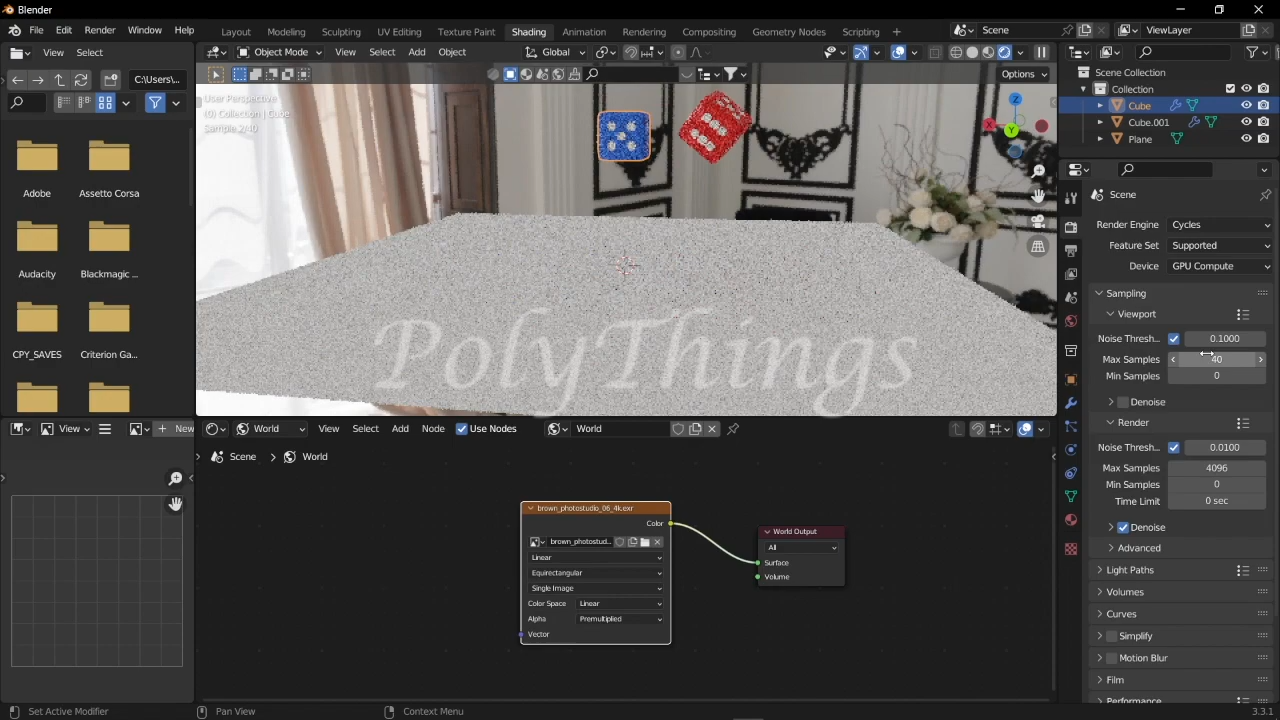 Blender
File Edit Render Window Help
Layout Modeling Sculpting UV Editing Texture Paint Shading Animation Rendering Compositing Geometry Nodes Scripting
Scene
ViewLayer
View Select
C:\Users\...
Adobe
Assetto Corsa
Audacity
Blackmagic ...
CPY_SAVES
Criterion Ga...
Object Mode View Select Add Object
Global
Options
User Perspective
(0) Collection | Cube
Sample 2/40
PolyThings
Scene Collection
Collection
Cube
Cube.001
Plane
Scene
Render Engine Cycles
Feature Set Supported
Device GPU Compute
Sampling
Viewport
Noise Thresh... 0.1000
Max Samples 40
Min Samples 0
Denoise
Render
Noise Thresh... 0.0100
Max Samples 4096
Min Samples 0
Time Limit 0 sec
Denoise
Advanced
Light Paths
Volumes
Curves
Simplify
Motion Blur
Film
Performance
View
New
World View Select Add Node Use Nodes World
Scene > World
brown_photostudio_06_4k.exr
Color
brown_photostud...
Linear
Equirectangular
Single Image
Color Space Linear
Alpha Premultiplied
Vector
World Output
All
Surface
Volume
Set Active Modifier
Pan View
Context Menu
3.3.1